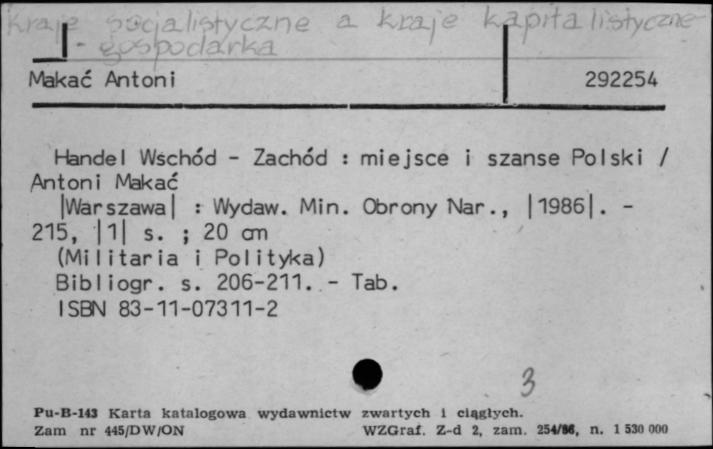 kraje socjalistyczne a kraje kapitalistyczne
- gospodarka
Makać Antoni 292254
Handel Wschód - Zachód : miejsce i szanse Polski /
Antoni Makać
|Warszawa| : Wydaw. Min. Obrony Nar., |1986|. -
215, |1| s. ; 20 cm
(Militaria i Polityka)
Bibliogr. s. 206-211. - Tab.
ISBN 83-11-07311-2
3
Pu-B-143 Karta katalogowa wydawnictw zwartych i ciągłych.
Zam nr 445/DW/ON WZGraf. Z-d 2, zam. 254/86, n. 1 530 000